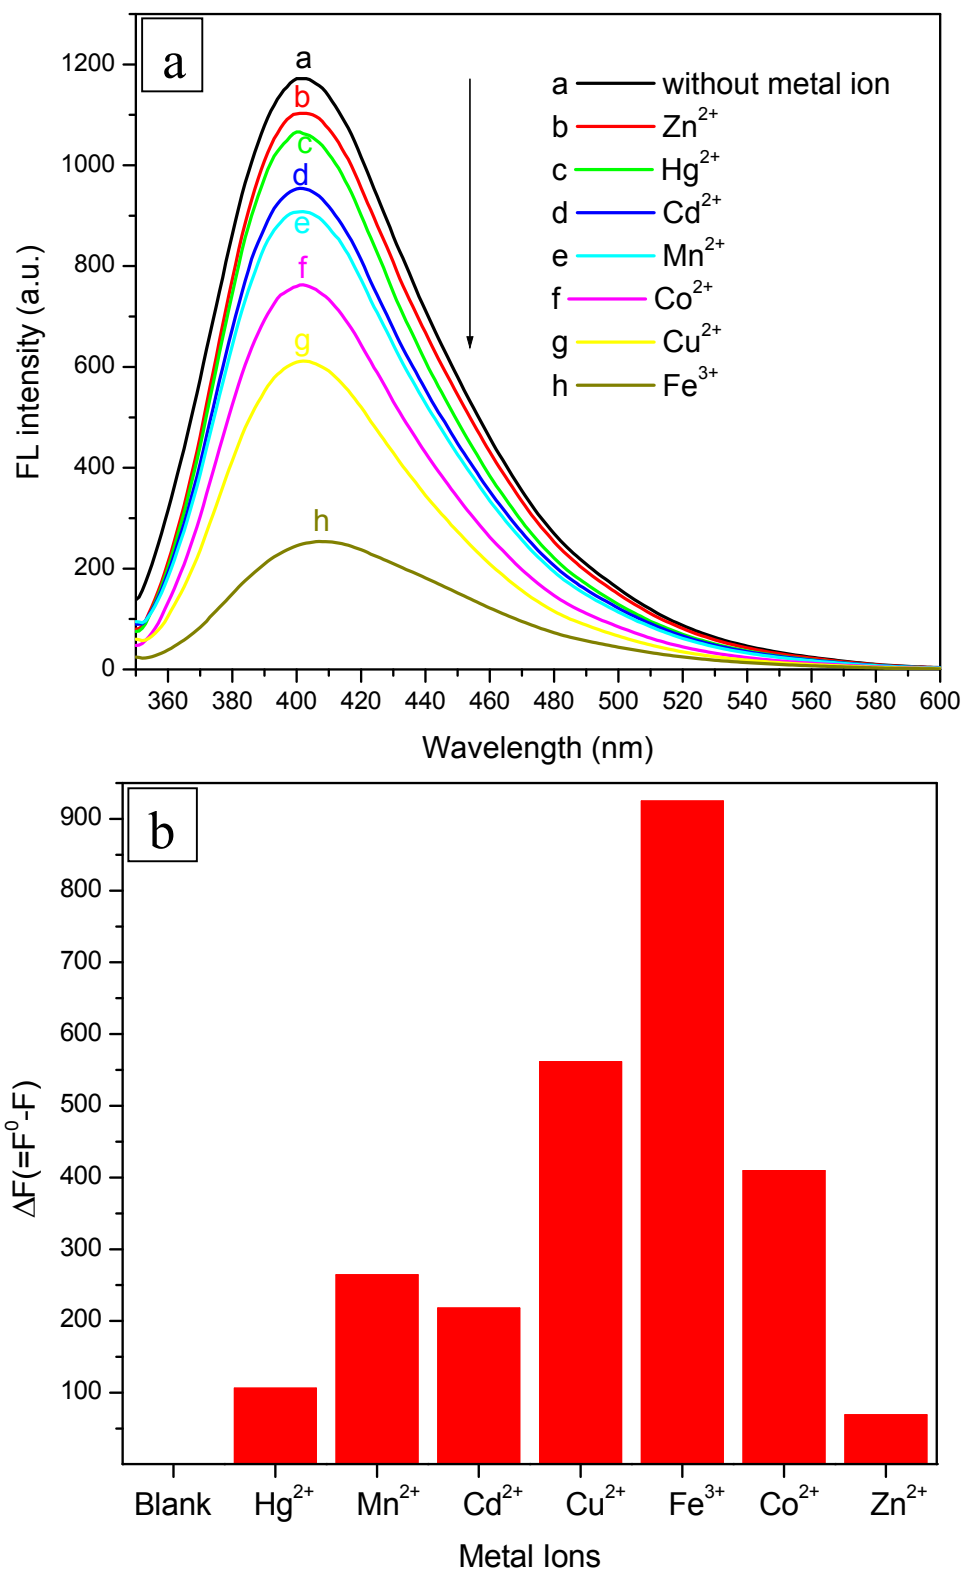 a
a
b
c
d
e
f
g
h
a without metal ion
b Zn²⁺
c Hg²⁺
d Cd²⁺
e Mn²⁺
f Co²⁺
g Cu²⁺
h Fe³⁺
1200
1000
800
600
400
200
0
FL intensity (a.u.)
360 380 400 420 440 460 480 500 520 540 560 580 600
Wavelength (nm)
b
900
800
700
600
500
400
300
200
100
ΔF(=F⁰-F)
Blank Hg²⁺ Mn²⁺ Cd²⁺ Cu²⁺ Fe³⁺ Co²⁺ Zn²⁺
Metal Ions